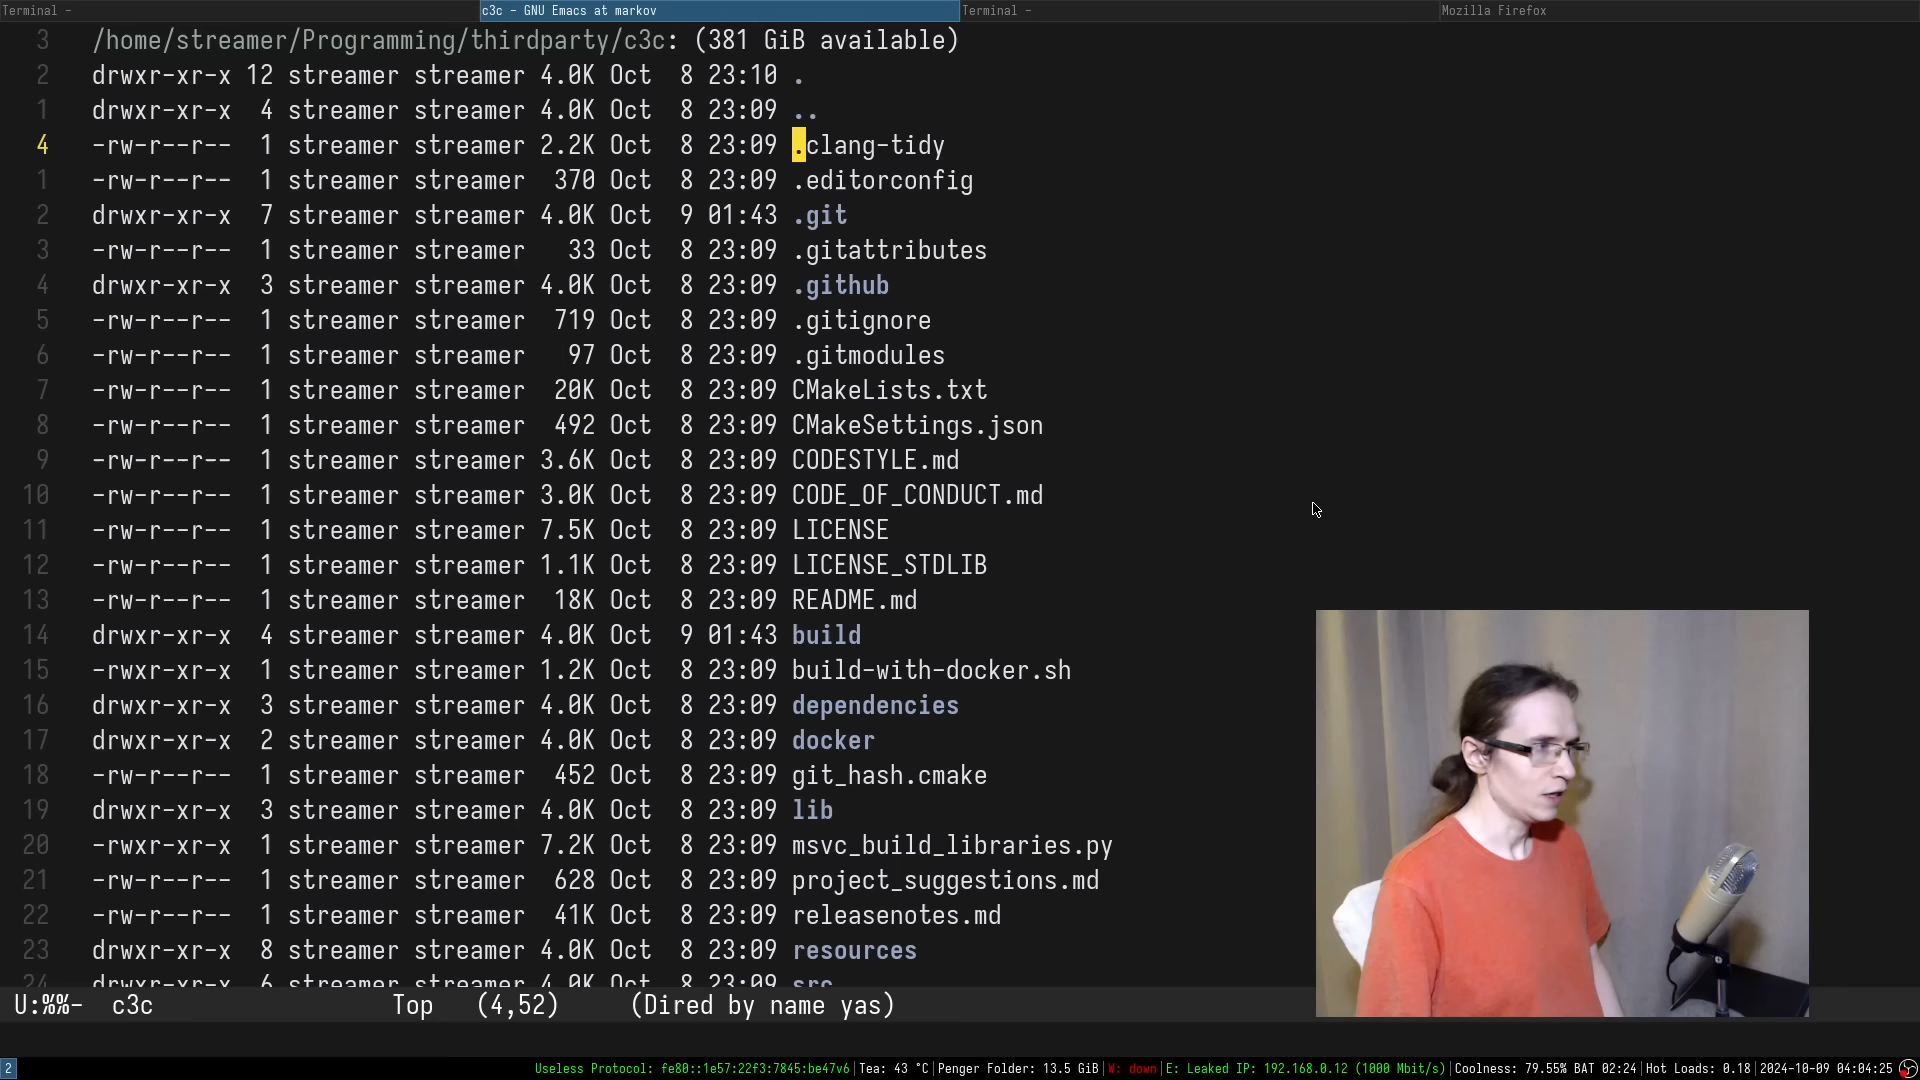 Terminal - c3c - GNU Emacs at markov Terminal - Mozilla Firefox
3 /home/streamer/Programming/thirdparty/c3c: (381 GiB available)
2 drwxr-xr-x 12 streamer streamer 4.0K Oct 8 23:10 .
1 drwxr-xr-x 4 streamer streamer 4.0K Oct 8 23:09 ..
4 -rw-r--r-- 1 streamer streamer 2.2K Oct 8 23:09 .clang-tidy
1 -rw-r--r-- 1 streamer streamer 370 Oct 8 23:09 .editorconfig
2 drwxr-xr-x 7 streamer streamer 4.0K Oct 9 01:43 .git
3 -rw-r--r-- 1 streamer streamer 33 Oct 8 23:09 .gitattributes
4 drwxr-xr-x 3 streamer streamer 4.0K Oct 8 23:09 .github
5 -rw-r--r-- 1 streamer streamer 719 Oct 8 23:09 .gitignore
6 -rw-r--r-- 1 streamer streamer 97 Oct 8 23:09 .gitmodules
7 -rw-r--r-- 1 streamer streamer 20K Oct 8 23:09 CMakeLists.txt
8 -rw-r--r-- 1 streamer streamer 492 Oct 8 23:09 CMakeSettings.json
9 -rw-r--r-- 1 streamer streamer 3.6K Oct 8 23:09 CODESTYLE.md
10 -rw-r--r-- 1 streamer streamer 3.0K Oct 8 23:09 CODE_OF_CONDUCT.md
11 -rw-r--r-- 1 streamer streamer 7.5K Oct 8 23:09 LICENSE
12 -rw-r--r-- 1 streamer streamer 1.1K Oct 8 23:09 LICENSE_STDLIB
13 -rw-r--r-- 1 streamer streamer 18K Oct 8 23:09 README.md
14 drwxr-xr-x 4 streamer streamer 4.0K Oct 9 01:43 build
15 -rwxr-xr-x 1 streamer streamer 1.2K Oct 8 23:09 build-with-docker.sh
16 drwxr-xr-x 3 streamer streamer 4.0K Oct 8 23:09 dependencies
17 drwxr-xr-x 2 streamer streamer 4.0K Oct 8 23:09 docker
18 -rw-r--r-- 1 streamer streamer 452 Oct 8 23:09 git_hash.cmake
19 drwxr-xr-x 3 streamer streamer 4.0K Oct 8 23:09 lib
20 -rwxr-xr-x 1 streamer streamer 7.2K Oct 8 23:09 msvc_build_libraries.py
21 -rw-r--r-- 1 streamer streamer 628 Oct 8 23:09 project_suggestions.md
22 -rw-r--r-- 1 streamer streamer 41K Oct 8 23:09 releasenotes.md
23 drwxr-xr-x 8 streamer streamer 4.0K Oct 8 23:09 resources
24 drwxr-xr-x 6 streamer streamer 4.0K Oct 8 23:09 src
U:%%- c3c Top (4,52) (Dired by name yas)
2 Useless Protocol: fe80::1e57:22f3:7845:be47v6|Tea: 43 °C|Penger Folder: 13.5 GiB|W: down|E: Leaked IP: 192.168.0.12 (1000 Mbit/s)|Coolness: 79.55% BAT 02:24|Hot Loads: 0.18|2024-10-09 04:04:25